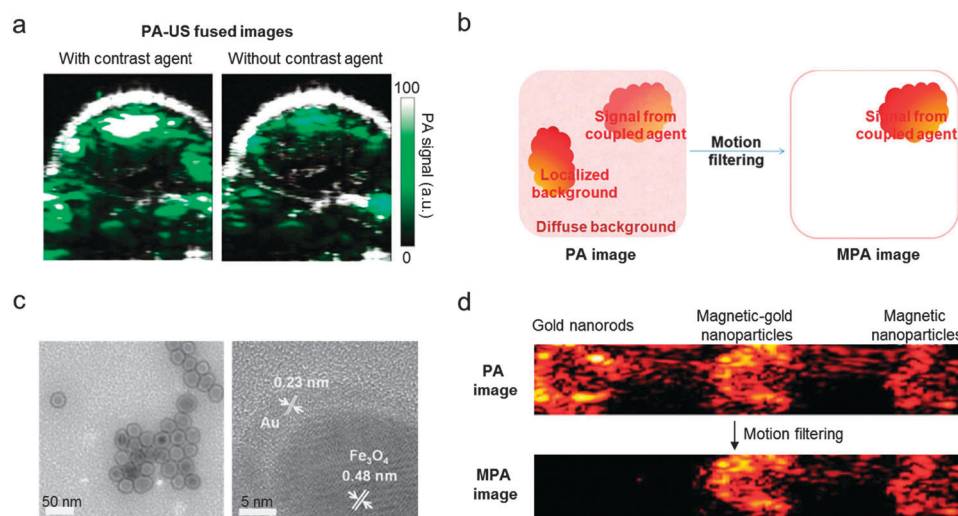 a
PA-US fused images
With contrast agent
Without contrast agent
100
PA signal (a.u.)
0
b
Signal from
coupled agent
Localized
background
Diffuse background
PA image
Motion
filtering
Signal from
coupled agent
MPA image
c
50 nm
0.23 nm
Au
Fe₃O₄
0.48 nm
5 nm
d
Gold nanorods
Magnetic-gold
nanoparticles
Magnetic
nanoparticles
PA
image
Motion filtering
MPA
image